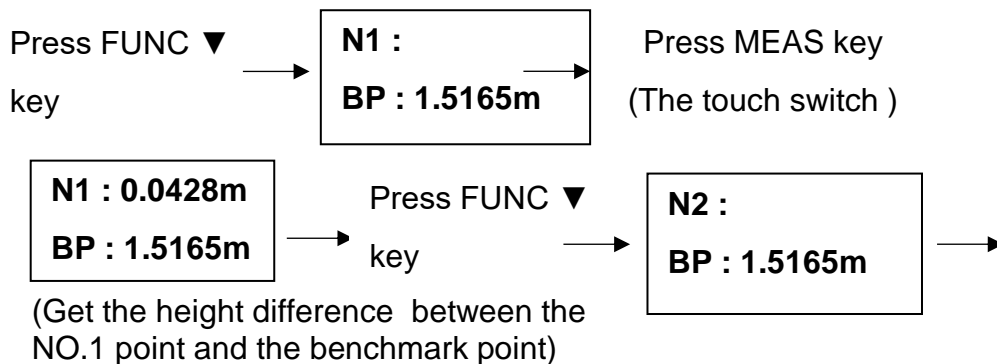 Press FUNC ▼
key
N1 :
BP : 1.5165m
Press MEAS key
(The touch switch )
N1 : 0.0428m
BP : 1.5165m
(Get the height difference between the
NO.1 point and the benchmark point)
Press FUNC ▼
key
N2 :
BP : 1.5165m